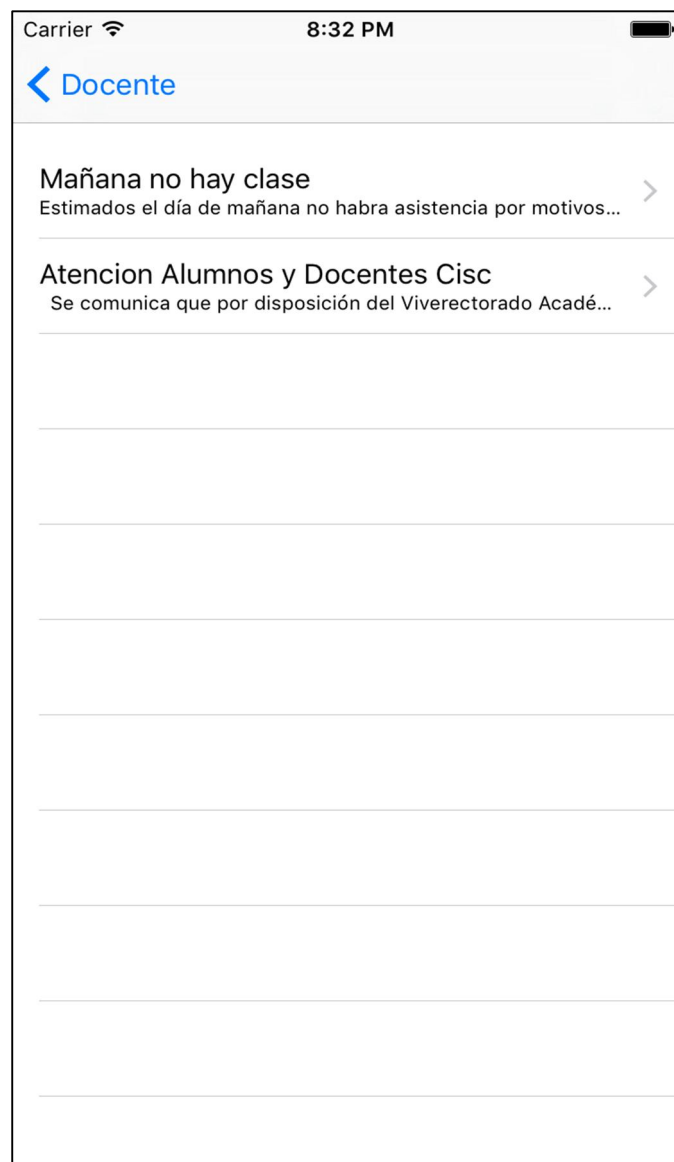 Carrier 8:32 PM
Docente
Mañana no hay clase
Estimados el día de mañana no habra asistencia por motivos...
Atencion Alumnos y Docentes Cisc
Se comunica que por disposición del Viverectorado Acadé...